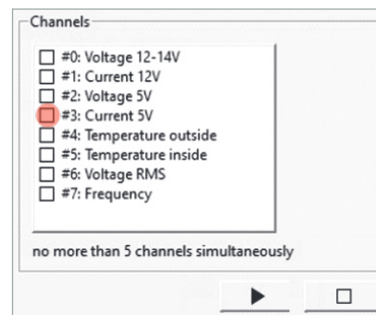 Channels
#0: Voltage 12-14V
#1: Current 12V
#2: Voltage 5V
#3: Current 5V
#4: Temperature outside
#5: Temperature inside
#6: Voltage RMS
#7: Frequency
no more than 5 channels simultaneously